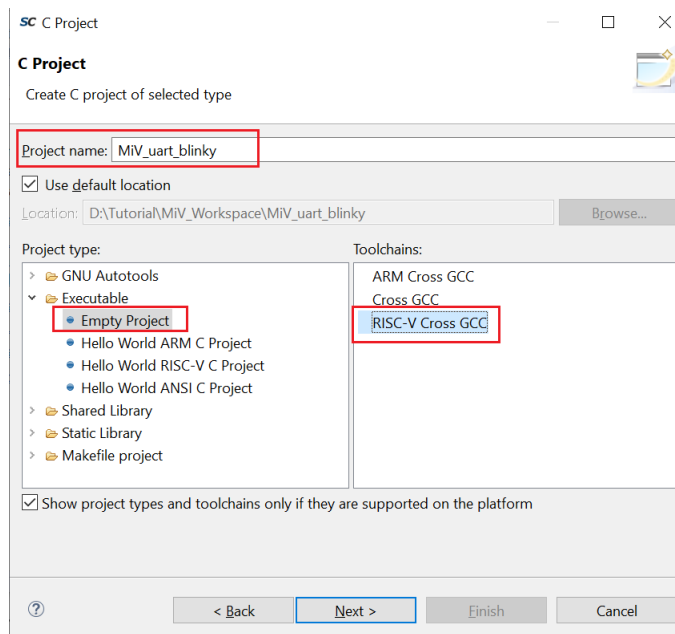 SC C Project
C Project
Create C project of selected type
Project name: MiV_uart_blinky
Use default location
Location: D:\Tutorial\MiV_Workspace\MiV_uart_blinky Browse...
Project type: Toolchains:
GNU Autotools
Executable
Empty Project
Hello World ARM C Project
Hello World RISC-V C Project
Hello World ANSI C Project
Shared Library
Static Library
Makefile project
ARM Cross GCC
Cross GCC
RISC-V Cross GCC
Show project types and toolchains only if they are supported on the platform
? < Back Next > Finish Cancel